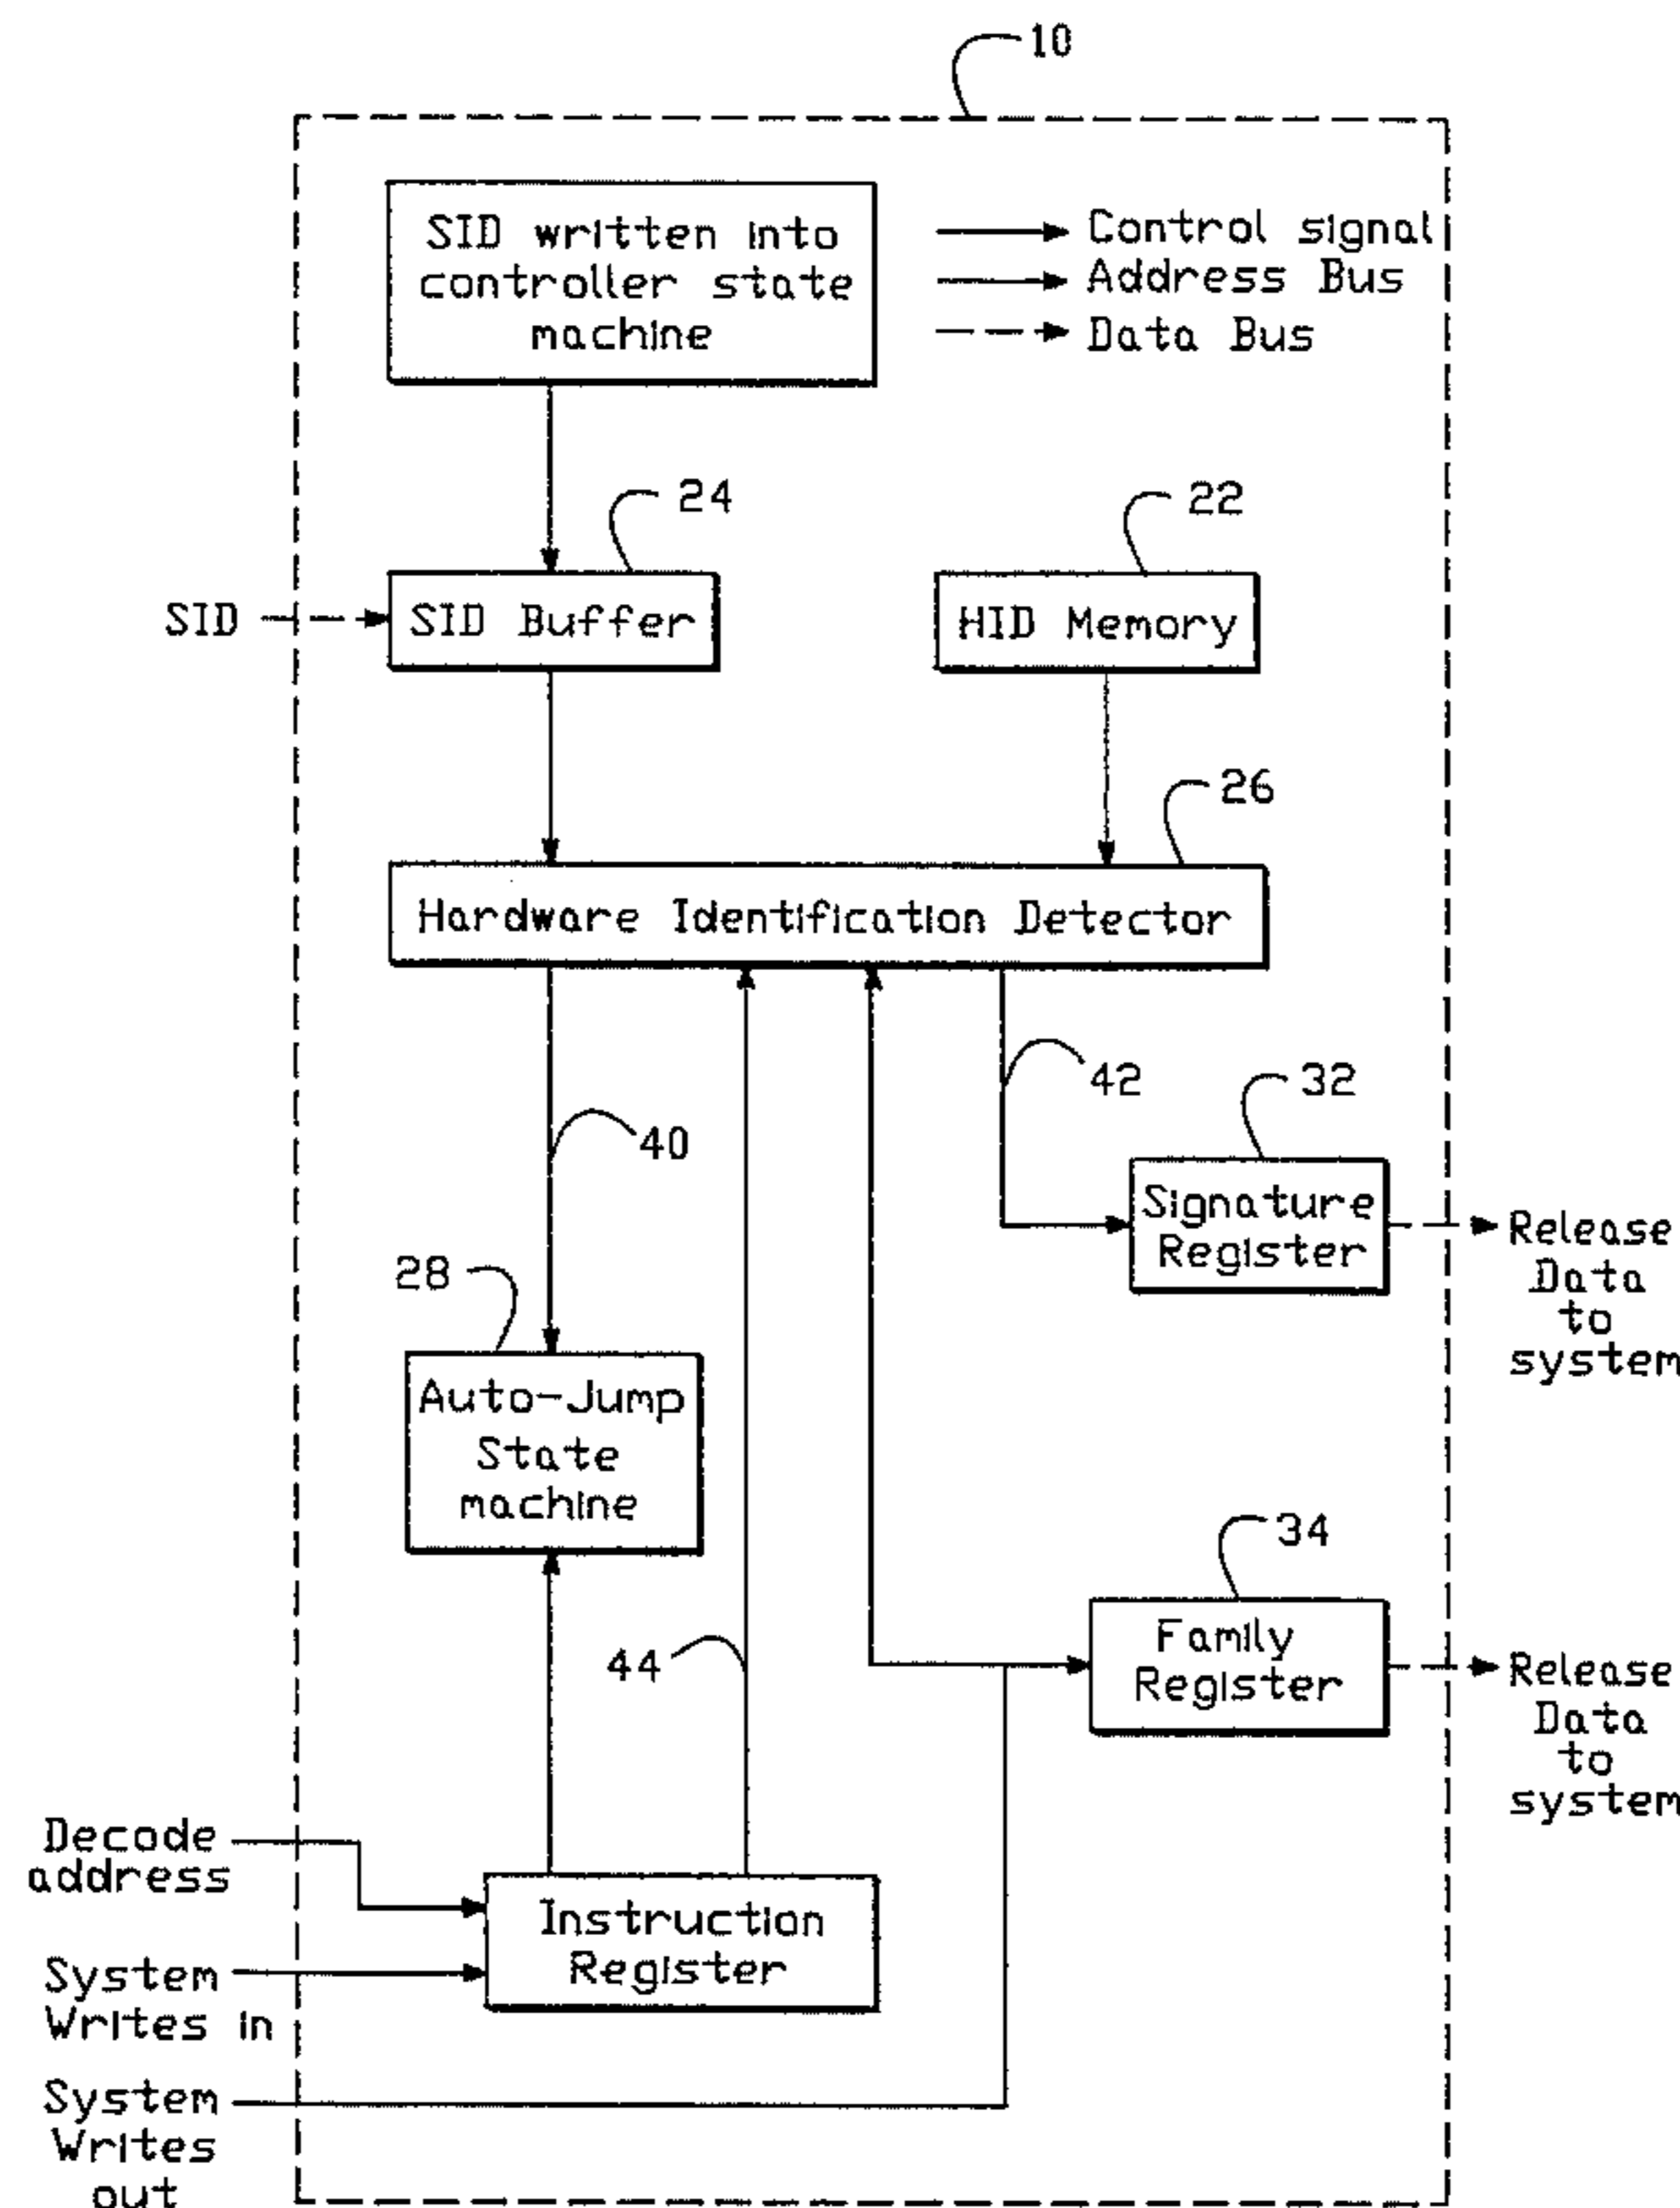 10
SID written into
controller state
machine
Control signal
Address Bus
Data Bus
24
22
SID
SID Buffer
HID Memory
26
Hardware Identification Detector
42
32
40
Signature
Register
Release
Data
to
system
28
Auto-Jump
State
machine
34
44
Family
Register
Release
Data
to
system
Decode
address
Instruction
Register
System
Writes in
System
Writes
out